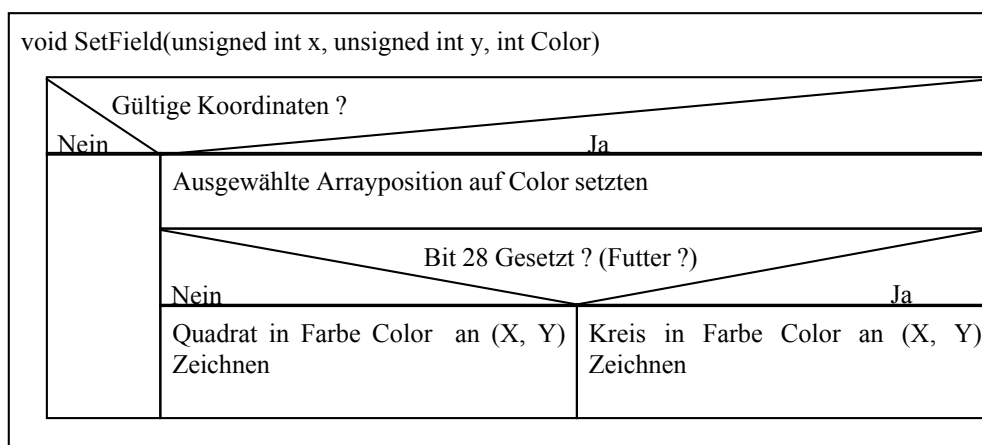 void SetField(unsigned int x, unsigned int y, int Color)
Gültige Koordinaten ?
Nein
Ja
Ausgewählte Arrayposition auf Color setzten
Bit 28 Gesetzt ? (Futter ?)
Nein
Ja
Quadrat in Farbe Color an (X, Y)
Zeichnen
Kreis in Farbe Color an (X, Y)
Zeichnen